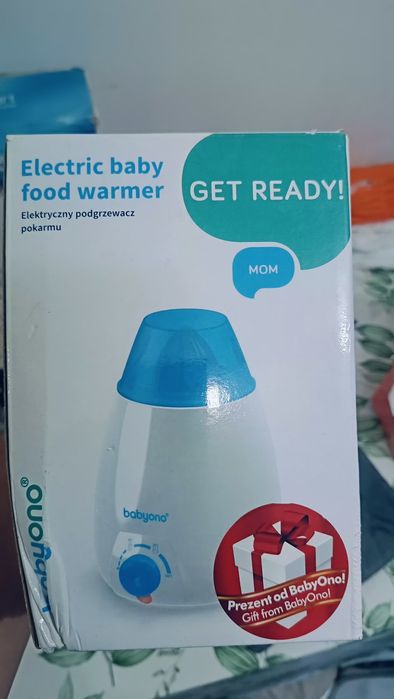 Electric baby
food warmer
Elektryczny podgrzewacz
pokarmu
GET READY!
MOM
babyono®
babyono®
Prezent od BabyOno!
Gift from BabyOno!